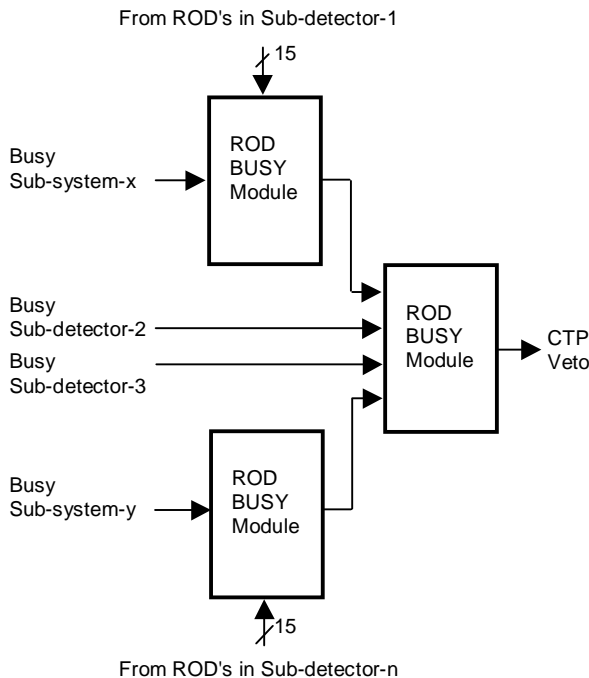 From ROD's in Sub-detector-1
15
ROD
BUSY
Module
Busy
Sub-system-x
Busy
Sub-detector-2
Busy
Sub-detector-3
ROD
BUSY
Module
CTP
Veto
Busy
Sub-system-y
ROD
BUSY
Module
15
From ROD's in Sub-detector-n